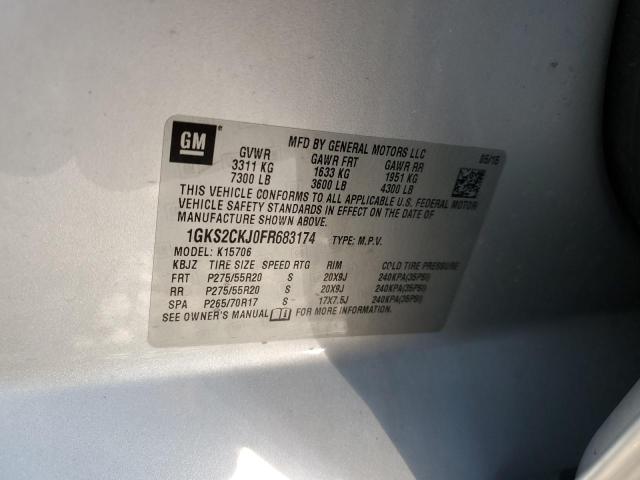 GM
MFD BY GENERAL MOTORS LLC 05/15
GVWR GAWR FRT GAWR RR
3311 KG 1633 KG 1951 KG
7300 LB 3600 LB 4300 LB
THIS VEHICLE CONFORMS TO ALL APPLICABLE U.S. FEDERAL MOTOR
VEHICLE SAFETY STANDARDS IN EFFECT ON THE DATE OF
MANUFACTURE SHOWN ABOVE.
1GKS2CKJ0FR683174 TYPE: M.P.V.
MODEL: K15706
KBJZ TIRE SIZE SPEED RTG RIM COLD TIRE PRESSURE
FRT P275/55R20 S 20X9J 240KPA(35PSI)
RR P275/55R20 S 20X9J 240KPA(35PSI)
SPA P265/70R17 S 17X7.5J 240KPA(35PSI)
SEE OWNER'S MANUAL FOR MORE INFORMATION.